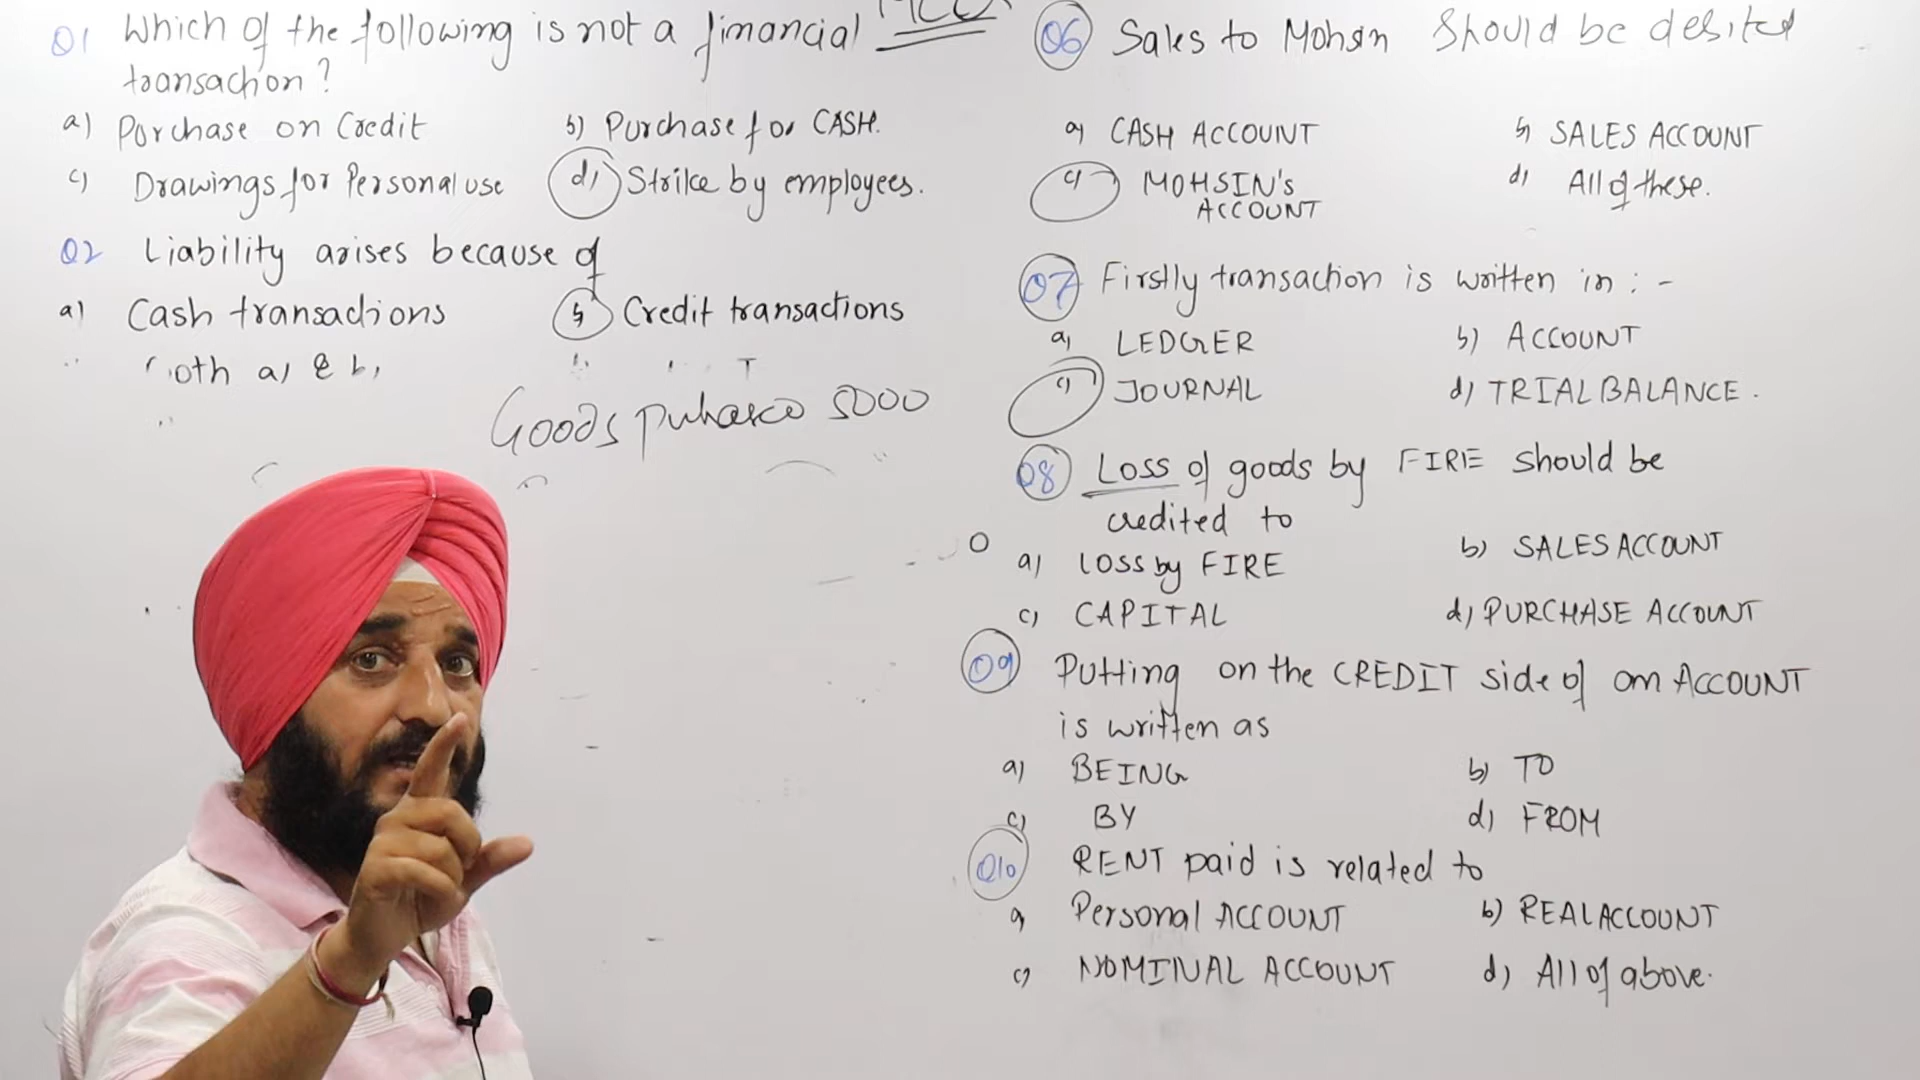 MCQ
Q1 Which of the following is not a financial
transaction?
a) Porchase on Credit b) Purchase for CASH.
c) Drawings for Personal use d) Strike by employees.
Q2 Liability arises because of
a) Cash transactions b) Credit transactions
oth a) & b)
Goods 5000
Q6 Sales to Mohsin Should be debited
a) CASH ACCOUNT b) SALES ACCOUNT
c) MOHSIN's d) All of these.
ACCOUNT
Q7 Firstly transaction is written in :-
a) LEDGER b) ACCOUNT
c) JOURNAL d) TRIAL BALANCE.
Q8 Loss of goods by FIRE should be
credited to
a) Loss by FIRE b) SALES ACCOUNT
c) CAPITAL d) PURCHASE ACCOUNT
Q9 Putting on the CREDIT side of an ACCOUNT
is written as
a) BEING b) TO
c) BY d) FROM
Q10 RENT paid is related to
a) Personal ACCOUNT b) REAL ACCOUNT
c) NOMINAL ACCOUNT d) All of above.